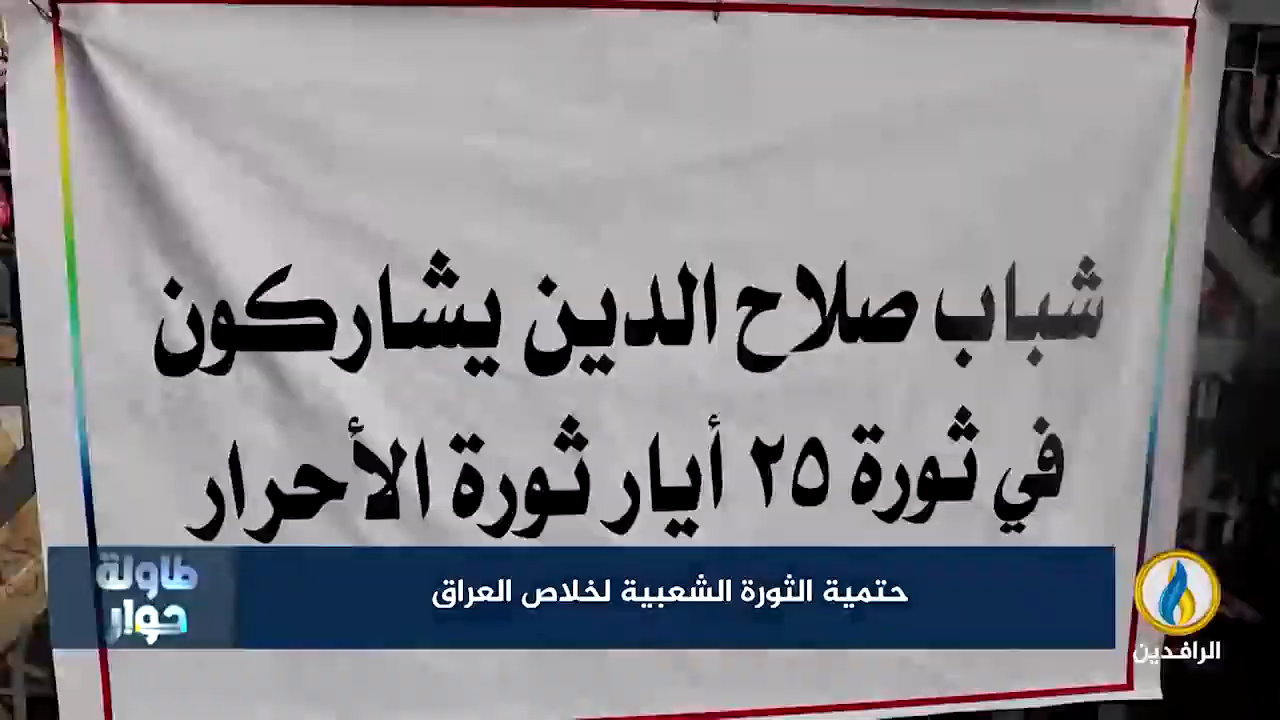 شباب صلاح الدين يشاركون
في ثورة ٢٥ أيار ثورة الأحرار
حتمية الثورة الشعبية لخلاص العراق
طاولة
حوار
الرافدين